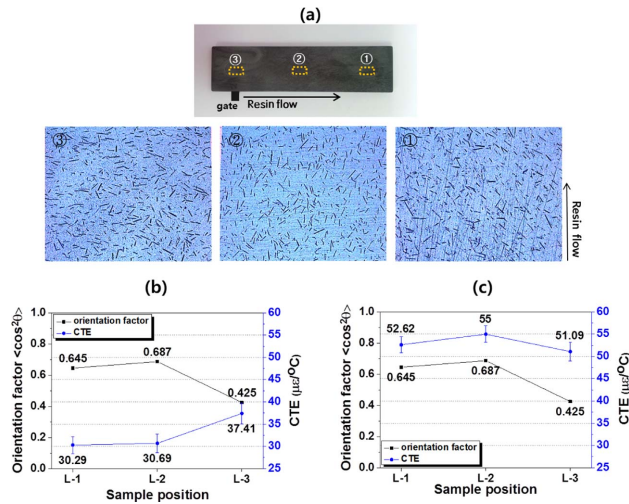 (a)
③ ② ①
gate Resin flow
③ ② ①
Resin flow
(b)
orientation factor
CTE
Orientation factor <cos²θ>
1.0
0.8
0.6
0.4
0.2
0.0
0.645 0.687 0.425
30.29 30.69 37.41
60
55
50
45
40
35
30
25
CTE (㎛/℃)
L-1 L-2 L-3
Sample position
(c)
Orientation factor <cos²θ>
1.0
0.8
0.6
0.4
0.2
0.0
52.62 55 51.09
0.645 0.687 0.425
orientation factor
CTE
60
55
50
45
40
35
30
25
CTE (㎛/℃)
L-1 L-2 L-3
Sample position